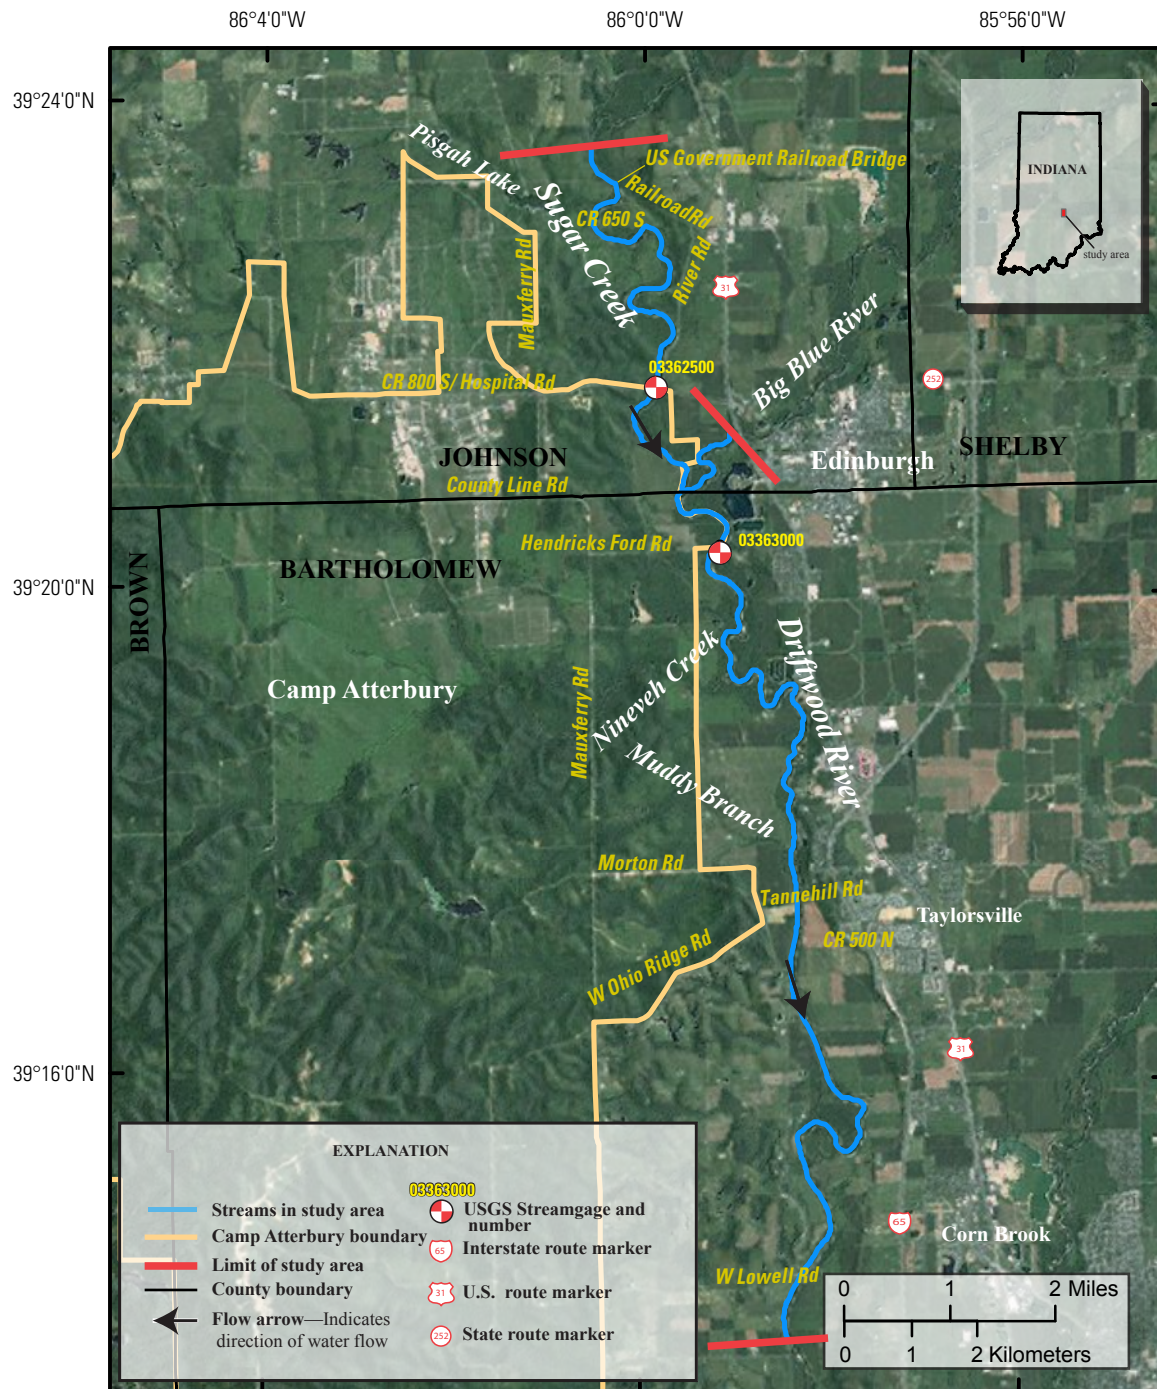 86°4'0"W
86°0'0"W
85°56'0"W
39°24'0"N
39°20'0"N
39°16'0"N
INDIANA
study area
Pisgah Lake
Sugar Creek
US Government Railroad Bridge
RailroadRd
CR 650 S
River Rd
Mauxferry Rd
31
Big Blue River
03362500
252
CR 800 S/ Hospital Rd
JOHNSON
SHELBY
Edinburgh
County Line Rd
Hendricks Ford Rd
03363000
BROWN
BARTHOLOMEW
Camp Atterbury
Mauxferry Rd
Nineveh Creek
Driftwood River
Muddy Branch
Morton Rd
Tannehill Rd
Taylorsville
CR 500 N
W Ohio Ridge Rd
31
65
Corn Brook
W Lowell Rd
EXPLANATION
Streams in study area
Camp Atterbury boundary
Limit of study area
County boundary
Flow arrow—Indicates
direction of water flow
03363000
USGS Streamgage and
number
65
Interstate route marker
31
U.S. route marker
252
State route marker
0 1 2 Miles
0 1 2 Kilometers